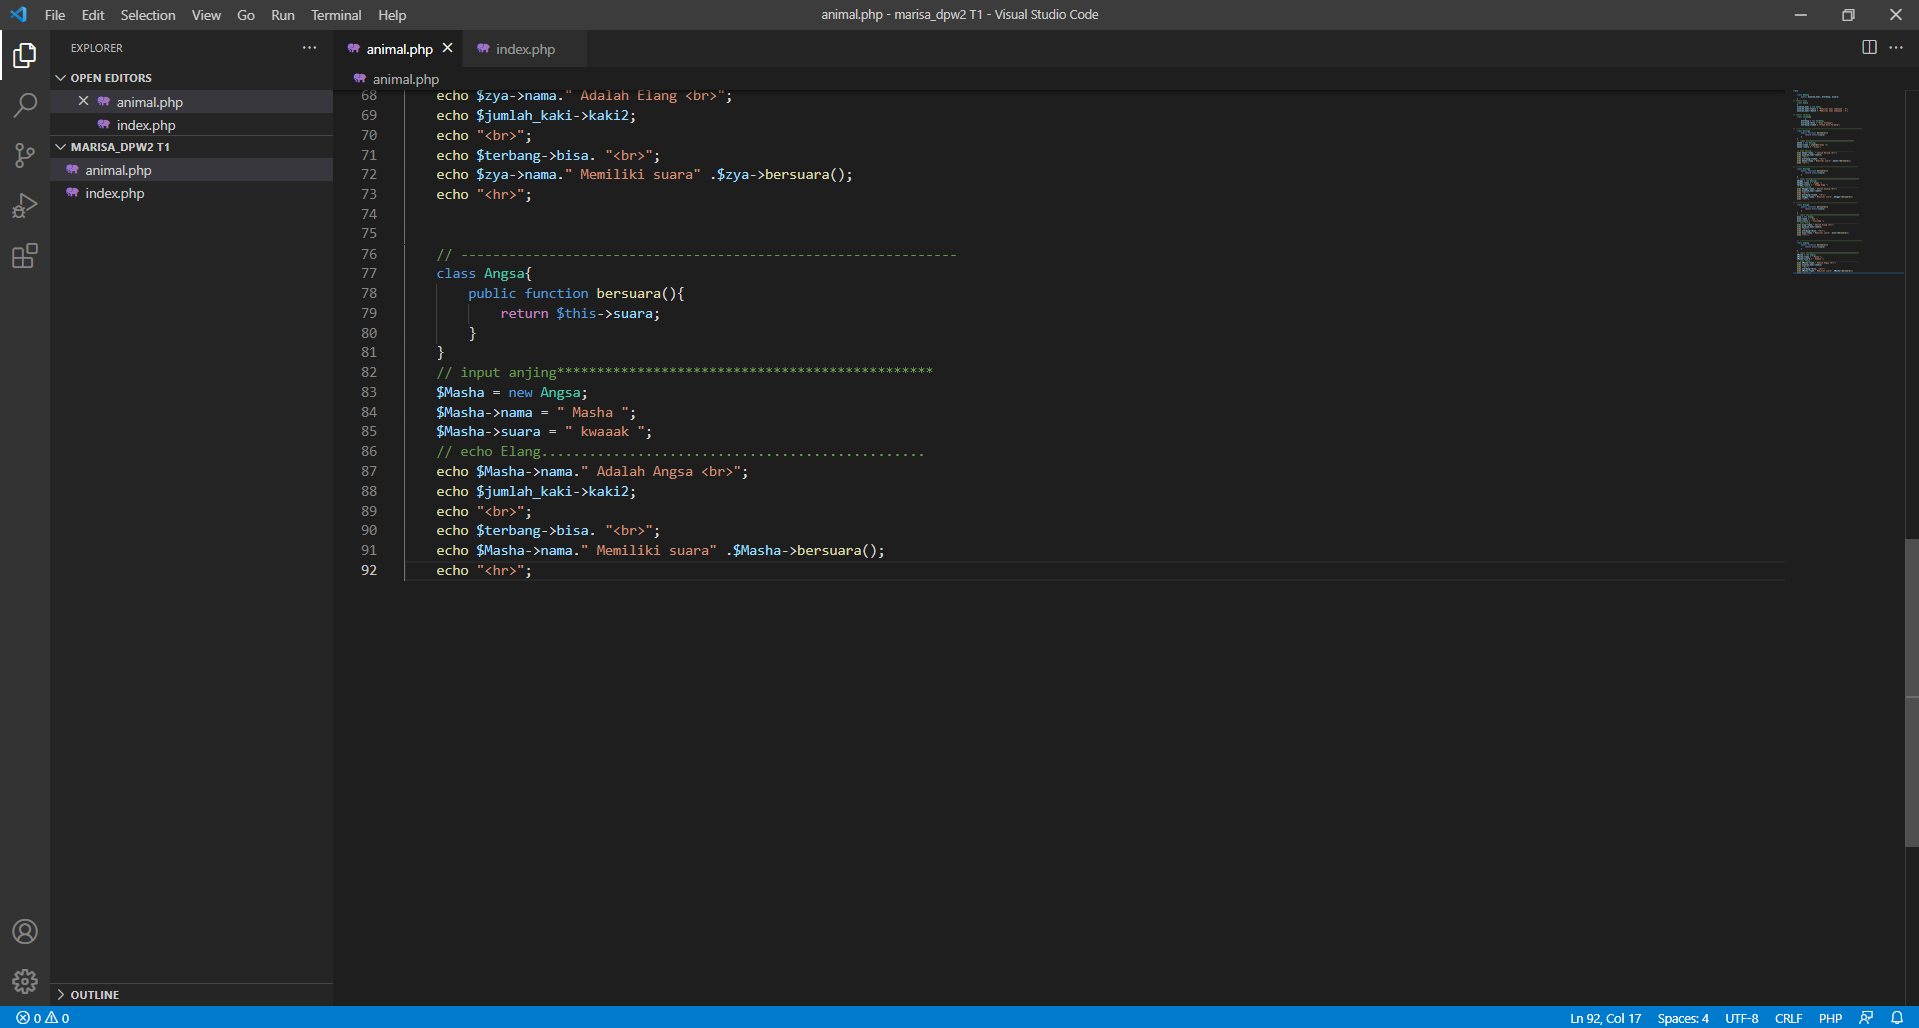 File Edit Selection View Go Run Terminal Help
animal.php - marisa_dpw2 T1 - Visual Studio Code
EXPLORER
OPEN EDITORS
animal.php
index.php
MARISA_DPW2 T1
animal.php
index.php
OUTLINE
animal.php
index.php
animal.php
68 echo $zya->nama." Adalah Elang <br>";
69 echo $jumlah_kaki->kaki2;
70 echo "<br>";
71 echo $terbang->bisa. "<br>";
72 echo $zya->nama." Memiliki suara" .$zya->bersuara();
73 echo "<hr>";
74
75
76 // --------------------------------------------------------------
77 class Angsa{
78 public function bersuara(){
79 return $this->suara;
80 }
81 }
82 // input anjing***********************************************
83 $Masha = new Angsa;
84 $Masha->nama = " Masha ";
85 $Masha->suara = " kwaaak ";
86 // echo Elang................................................
87 echo $Masha->nama." Adalah Angsa <br>";
88 echo $jumlah_kaki->kaki2;
89 echo "<br>";
90 echo $terbang->bisa. "<br>";
91 echo $Masha->nama." Memiliki suara" .$Masha->bersuara();
92 echo "<hr>";
0 0
Ln 92, Col 17 Spaces: 4 UTF-8 CRLF PHP